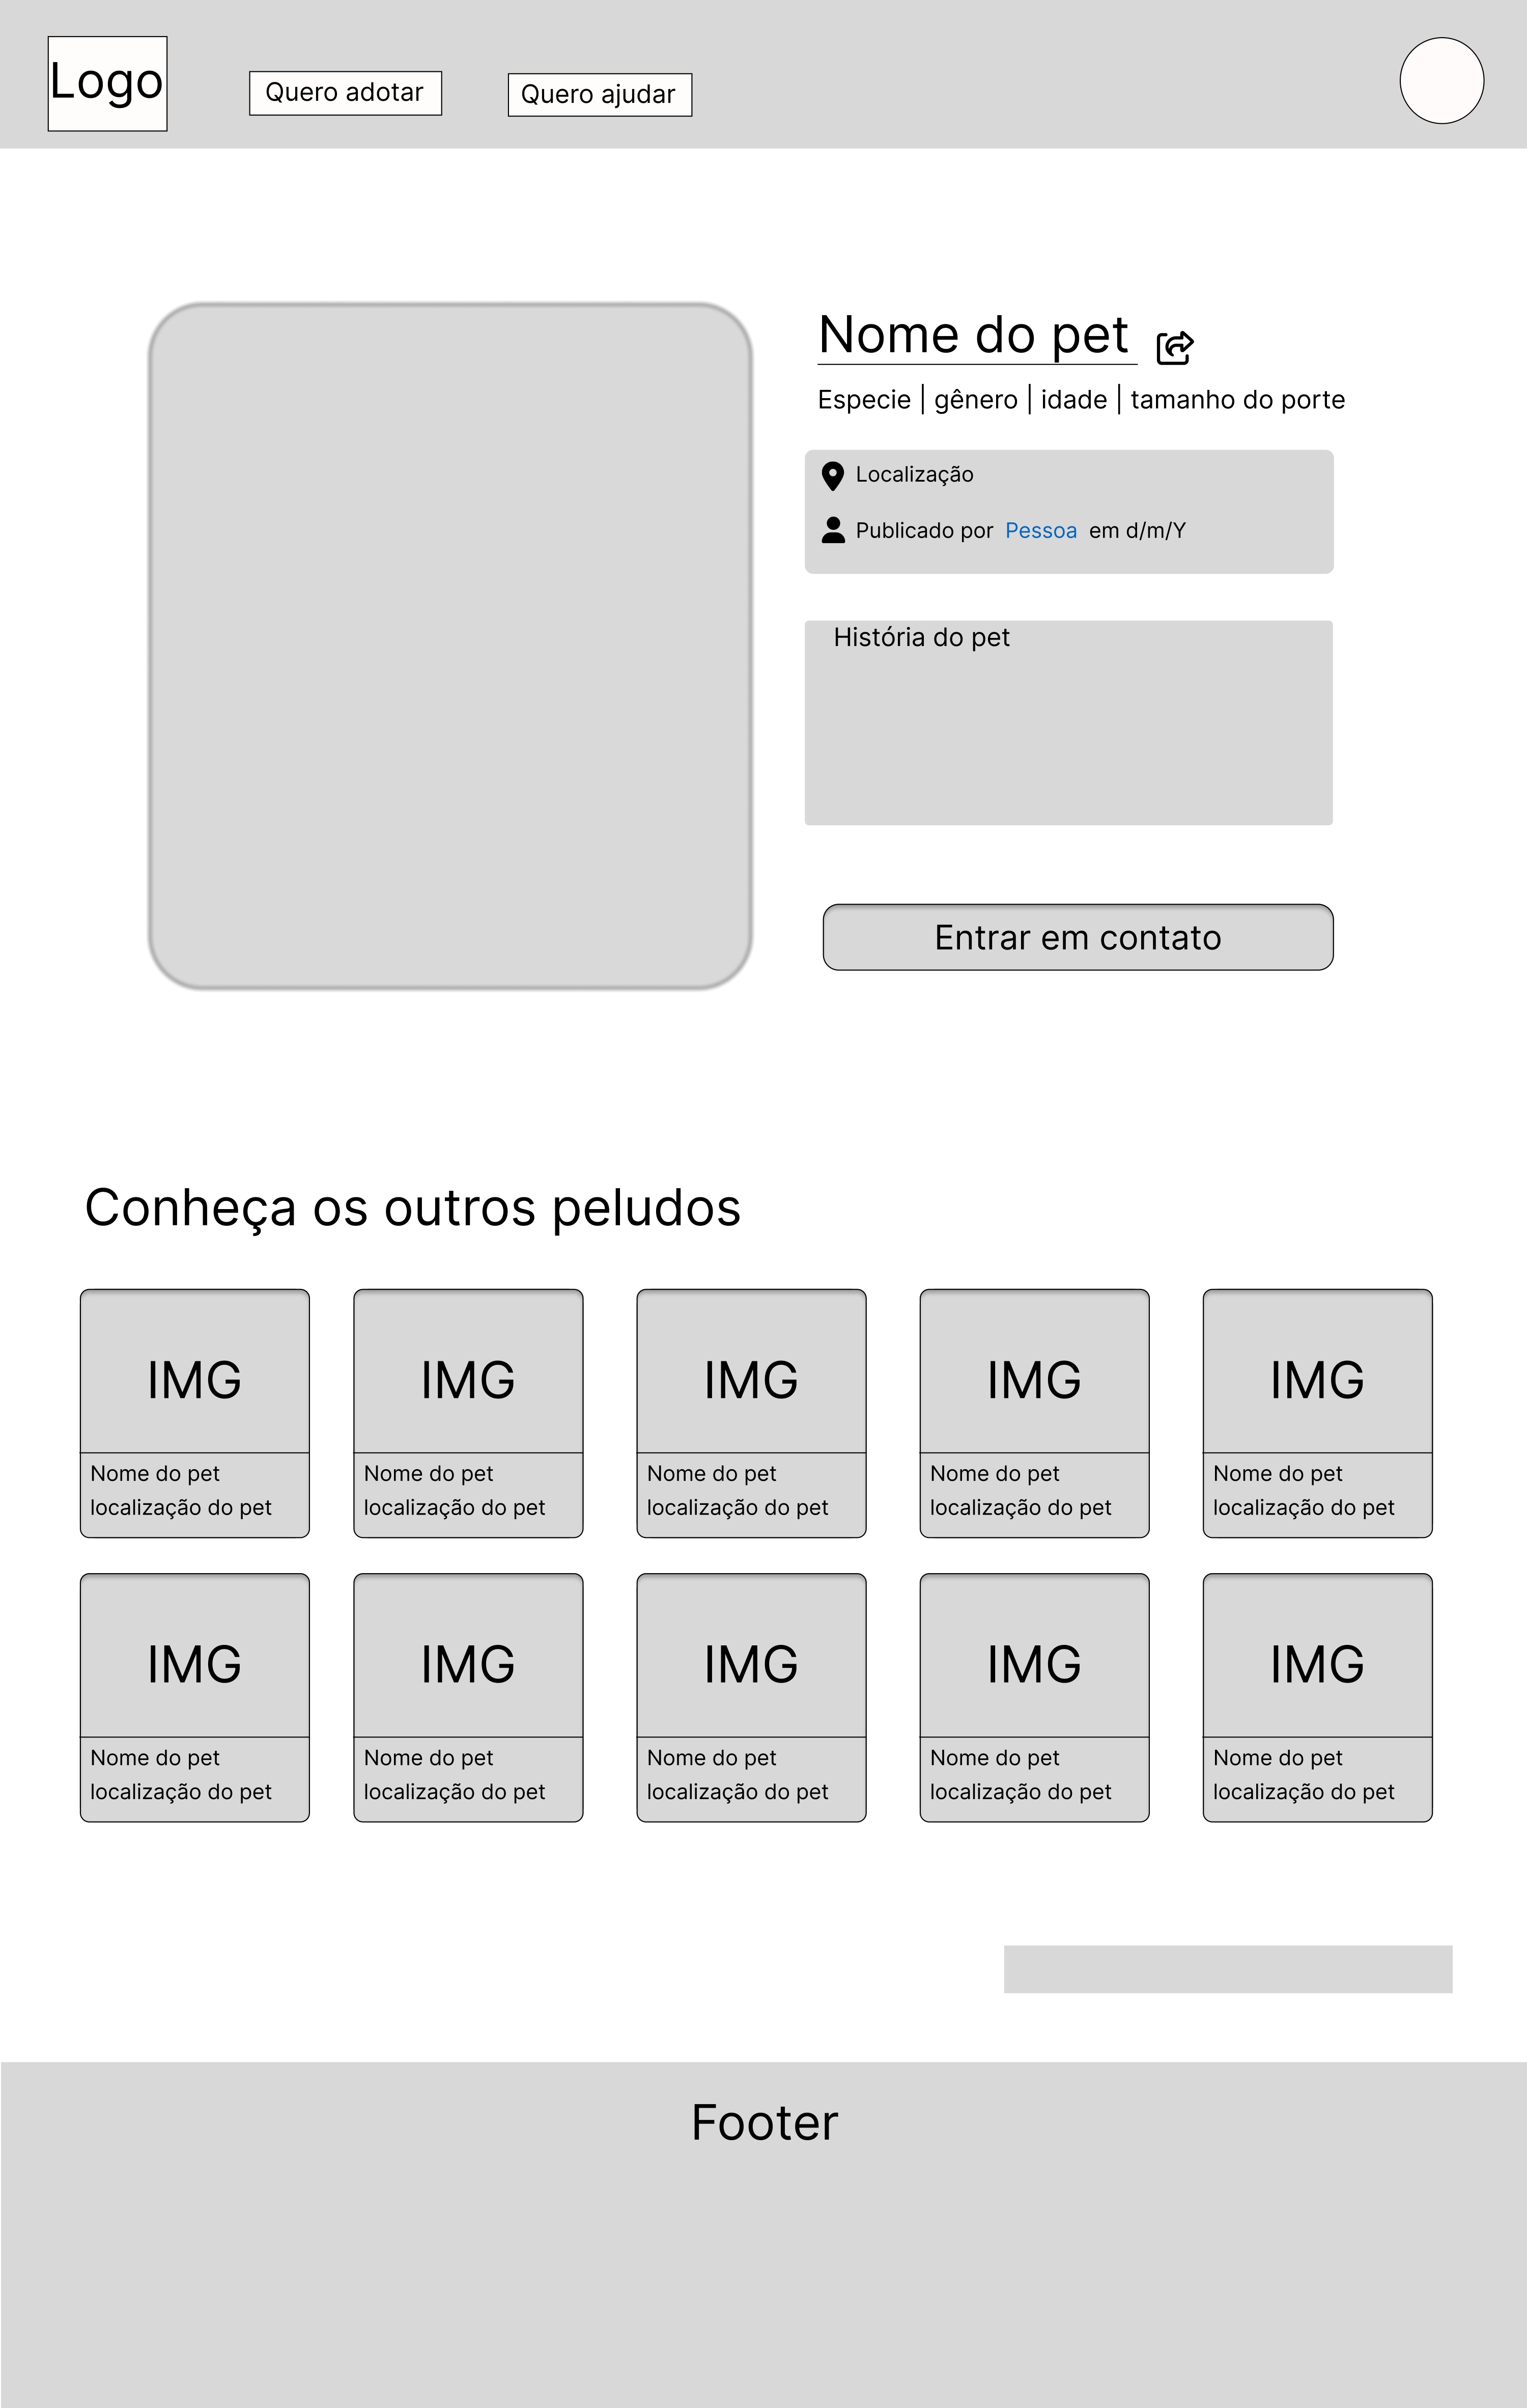 Logo
Quero adotar
Quero ajudar
Nome do pet
Especie | gênero | idade | tamanho do porte
Localização
Publicado por Pessoa em d/m/Y
História do pet
Entrar em contato
Conheça os outros peludos
IMG IMG IMG IMG IMG
Nome do pet Nome do pet Nome do pet Nome do pet Nome do pet
localização do pet localização do pet localização do pet localização do pet localização do pet
IMG IMG IMG IMG IMG
Nome do pet Nome do pet Nome do pet Nome do pet Nome do pet
localização do pet localização do pet localização do pet localização do pet localização do pet
Footer